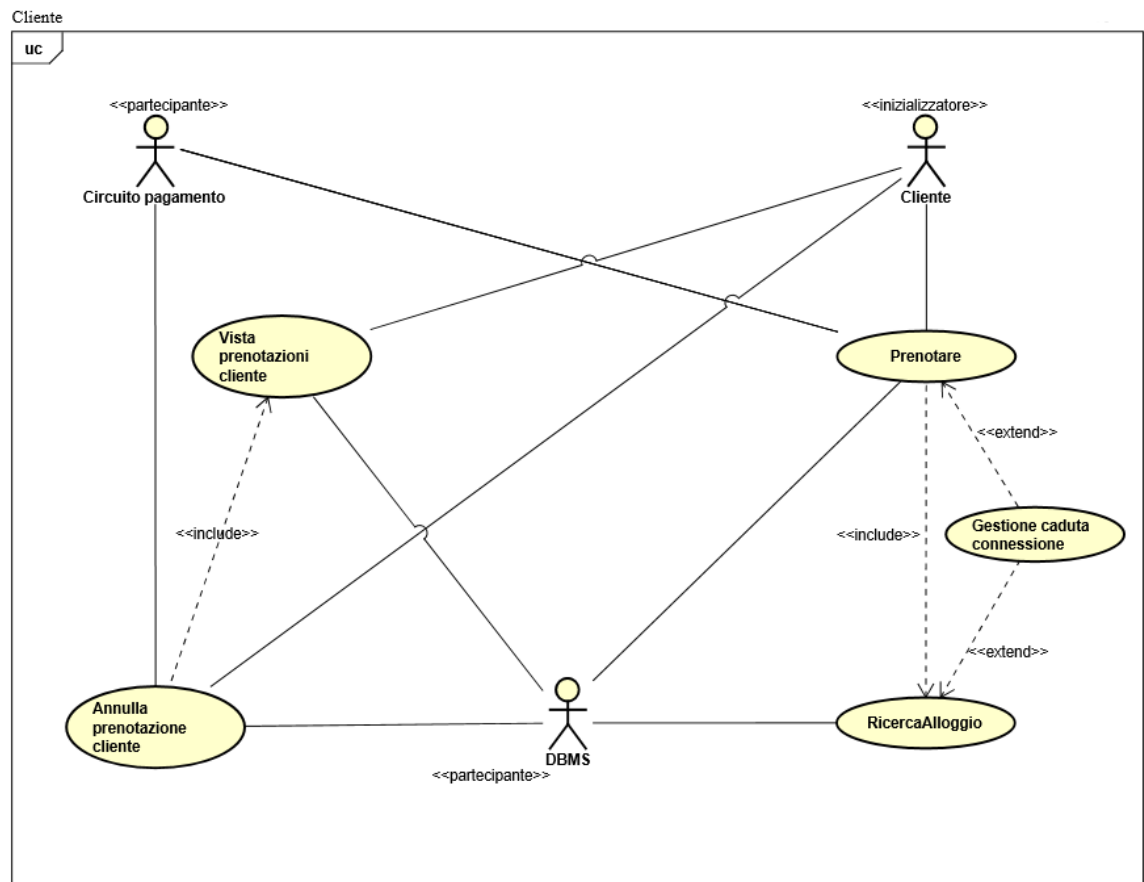 Cliente
uc
<<partecipante>>
<<inizializzatore>>
Circuito pagamento
Cliente
Vista
prenotazioni
cliente
Prenotare
<<extend>>
<<include>>
<<include>>
Gestione caduta
connessione
<<extend>>
Annulla
prenotazione
cliente
RicercaAlloggio
DBMS
<<partecipante>>